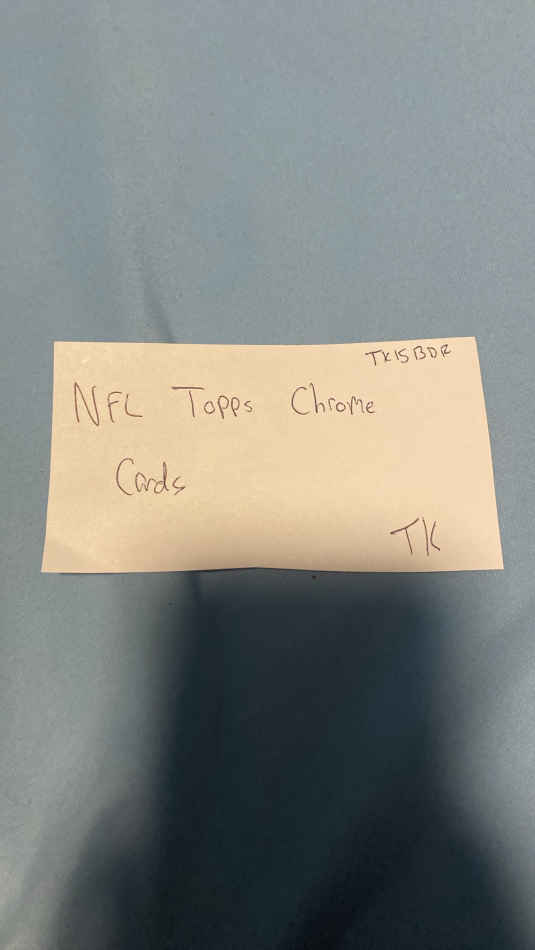 TK15BDR
NFL Topps Chrome
Cards
TK